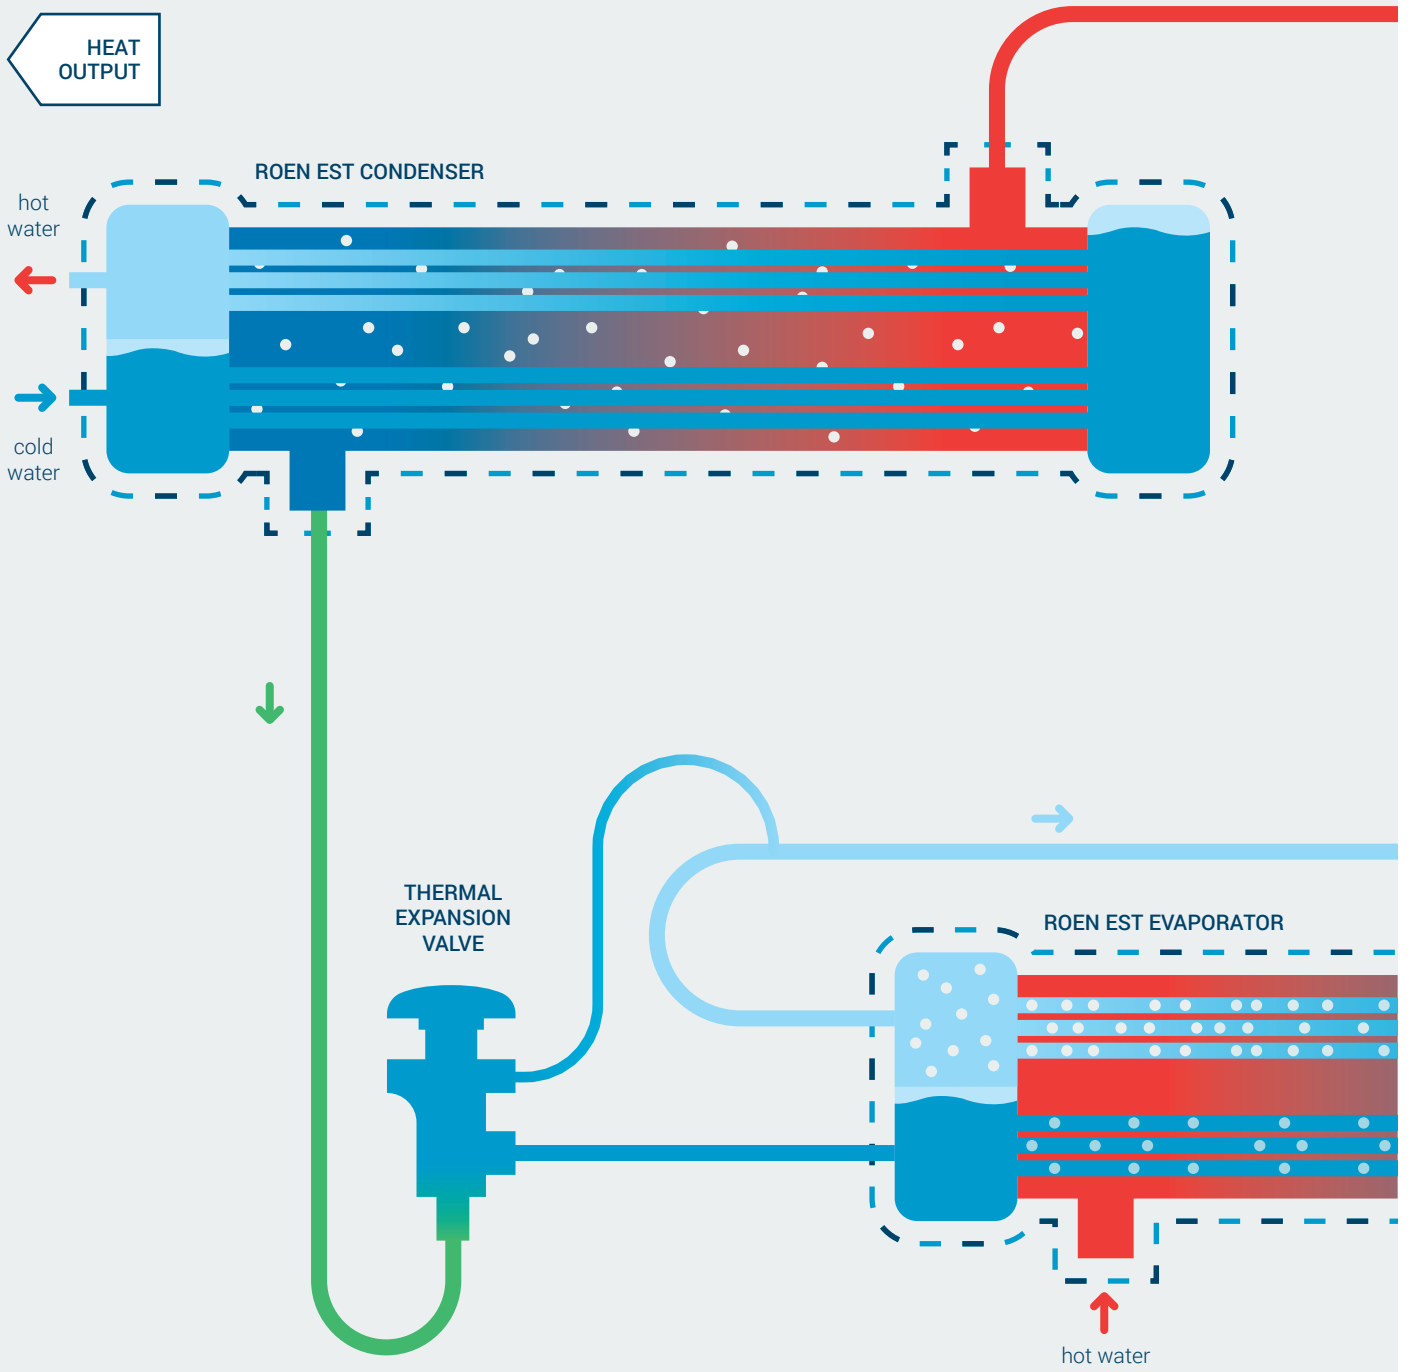 HEAT
OUTPUT
ROEN EST CONDENSER
hot
water
cold
water
THERMAL
EXPANSION
VALVE
ROEN EST EVAPORATOR
hot water